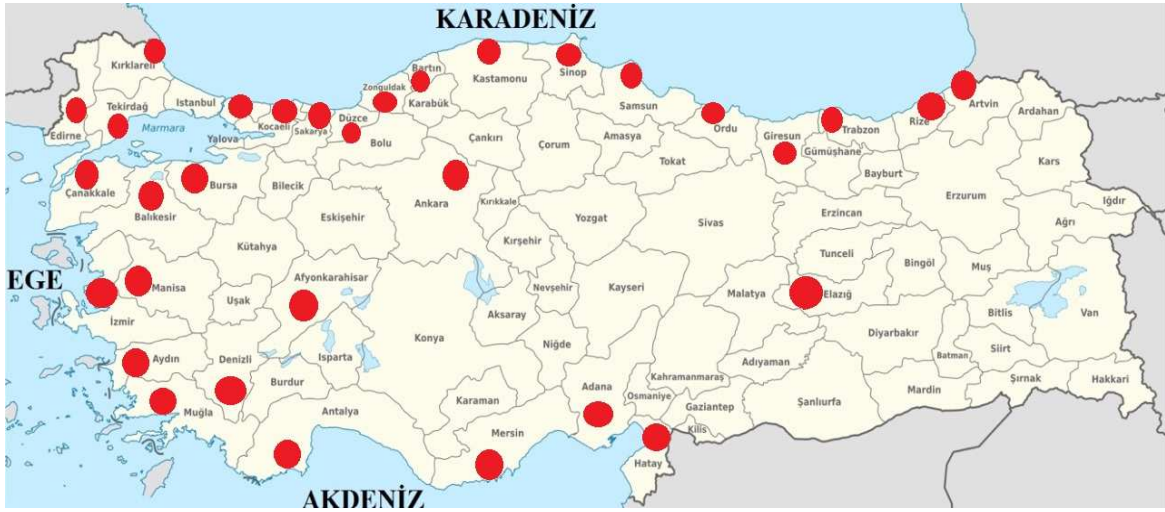 KARADENİZ
Kırklareli
Bartın
Kastamonu
Sinop
Zonguldak
Karabük
Samsun
Artvin
Ardahan
Tekirdağ
İstanbul
Edirne
Marmara
Kocaeli
Sakarya
Düzce
Yalova
Bolu
Çankırı
Çorum
Amasya
Ordu
Giresun
Trabzon
Rize
Tokat
Gümüşhane
Bayburt
Kars
Çanakkale
Bursa
Bilecik
Ankara
Kırıkkale
Erzurum
Iğdır
Balıkesir
Eskişehir
Yozgat
Sivas
Erzincan
Ağrı
Kütahya
Kırşehir
Tunceli
Bingöl
Muş
EGE
Manisa
Uşak
Afyonkarahisar
Nevşehir
Kayseri
Malatya
Elazığ
Bitlis
Van
İzmir
Aksaray
Konya
Niğde
Diyarbakır
Siirt
Batman
Aydın
Denizli
Isparta
Burdur
Adıyaman
Kahramanmaraş
Adana
Osmaniye
Mardin
Şırnak
Hakkari
Muğla
Antalya
Karaman
Gaziantep
Şanlıurfa
Mersin
Kilis
Hatay
AKDENİZ